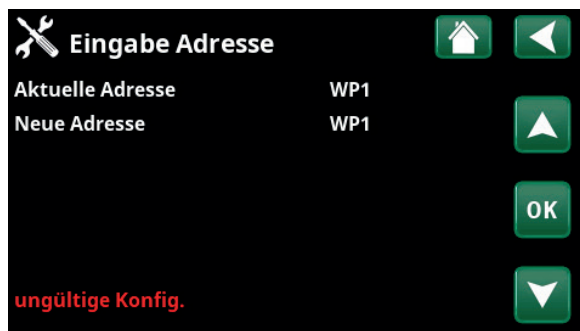 Eingabe Adresse
Aktuelle Adresse WP1
Neue Adresse WP1
OK
ungültige Konfig.